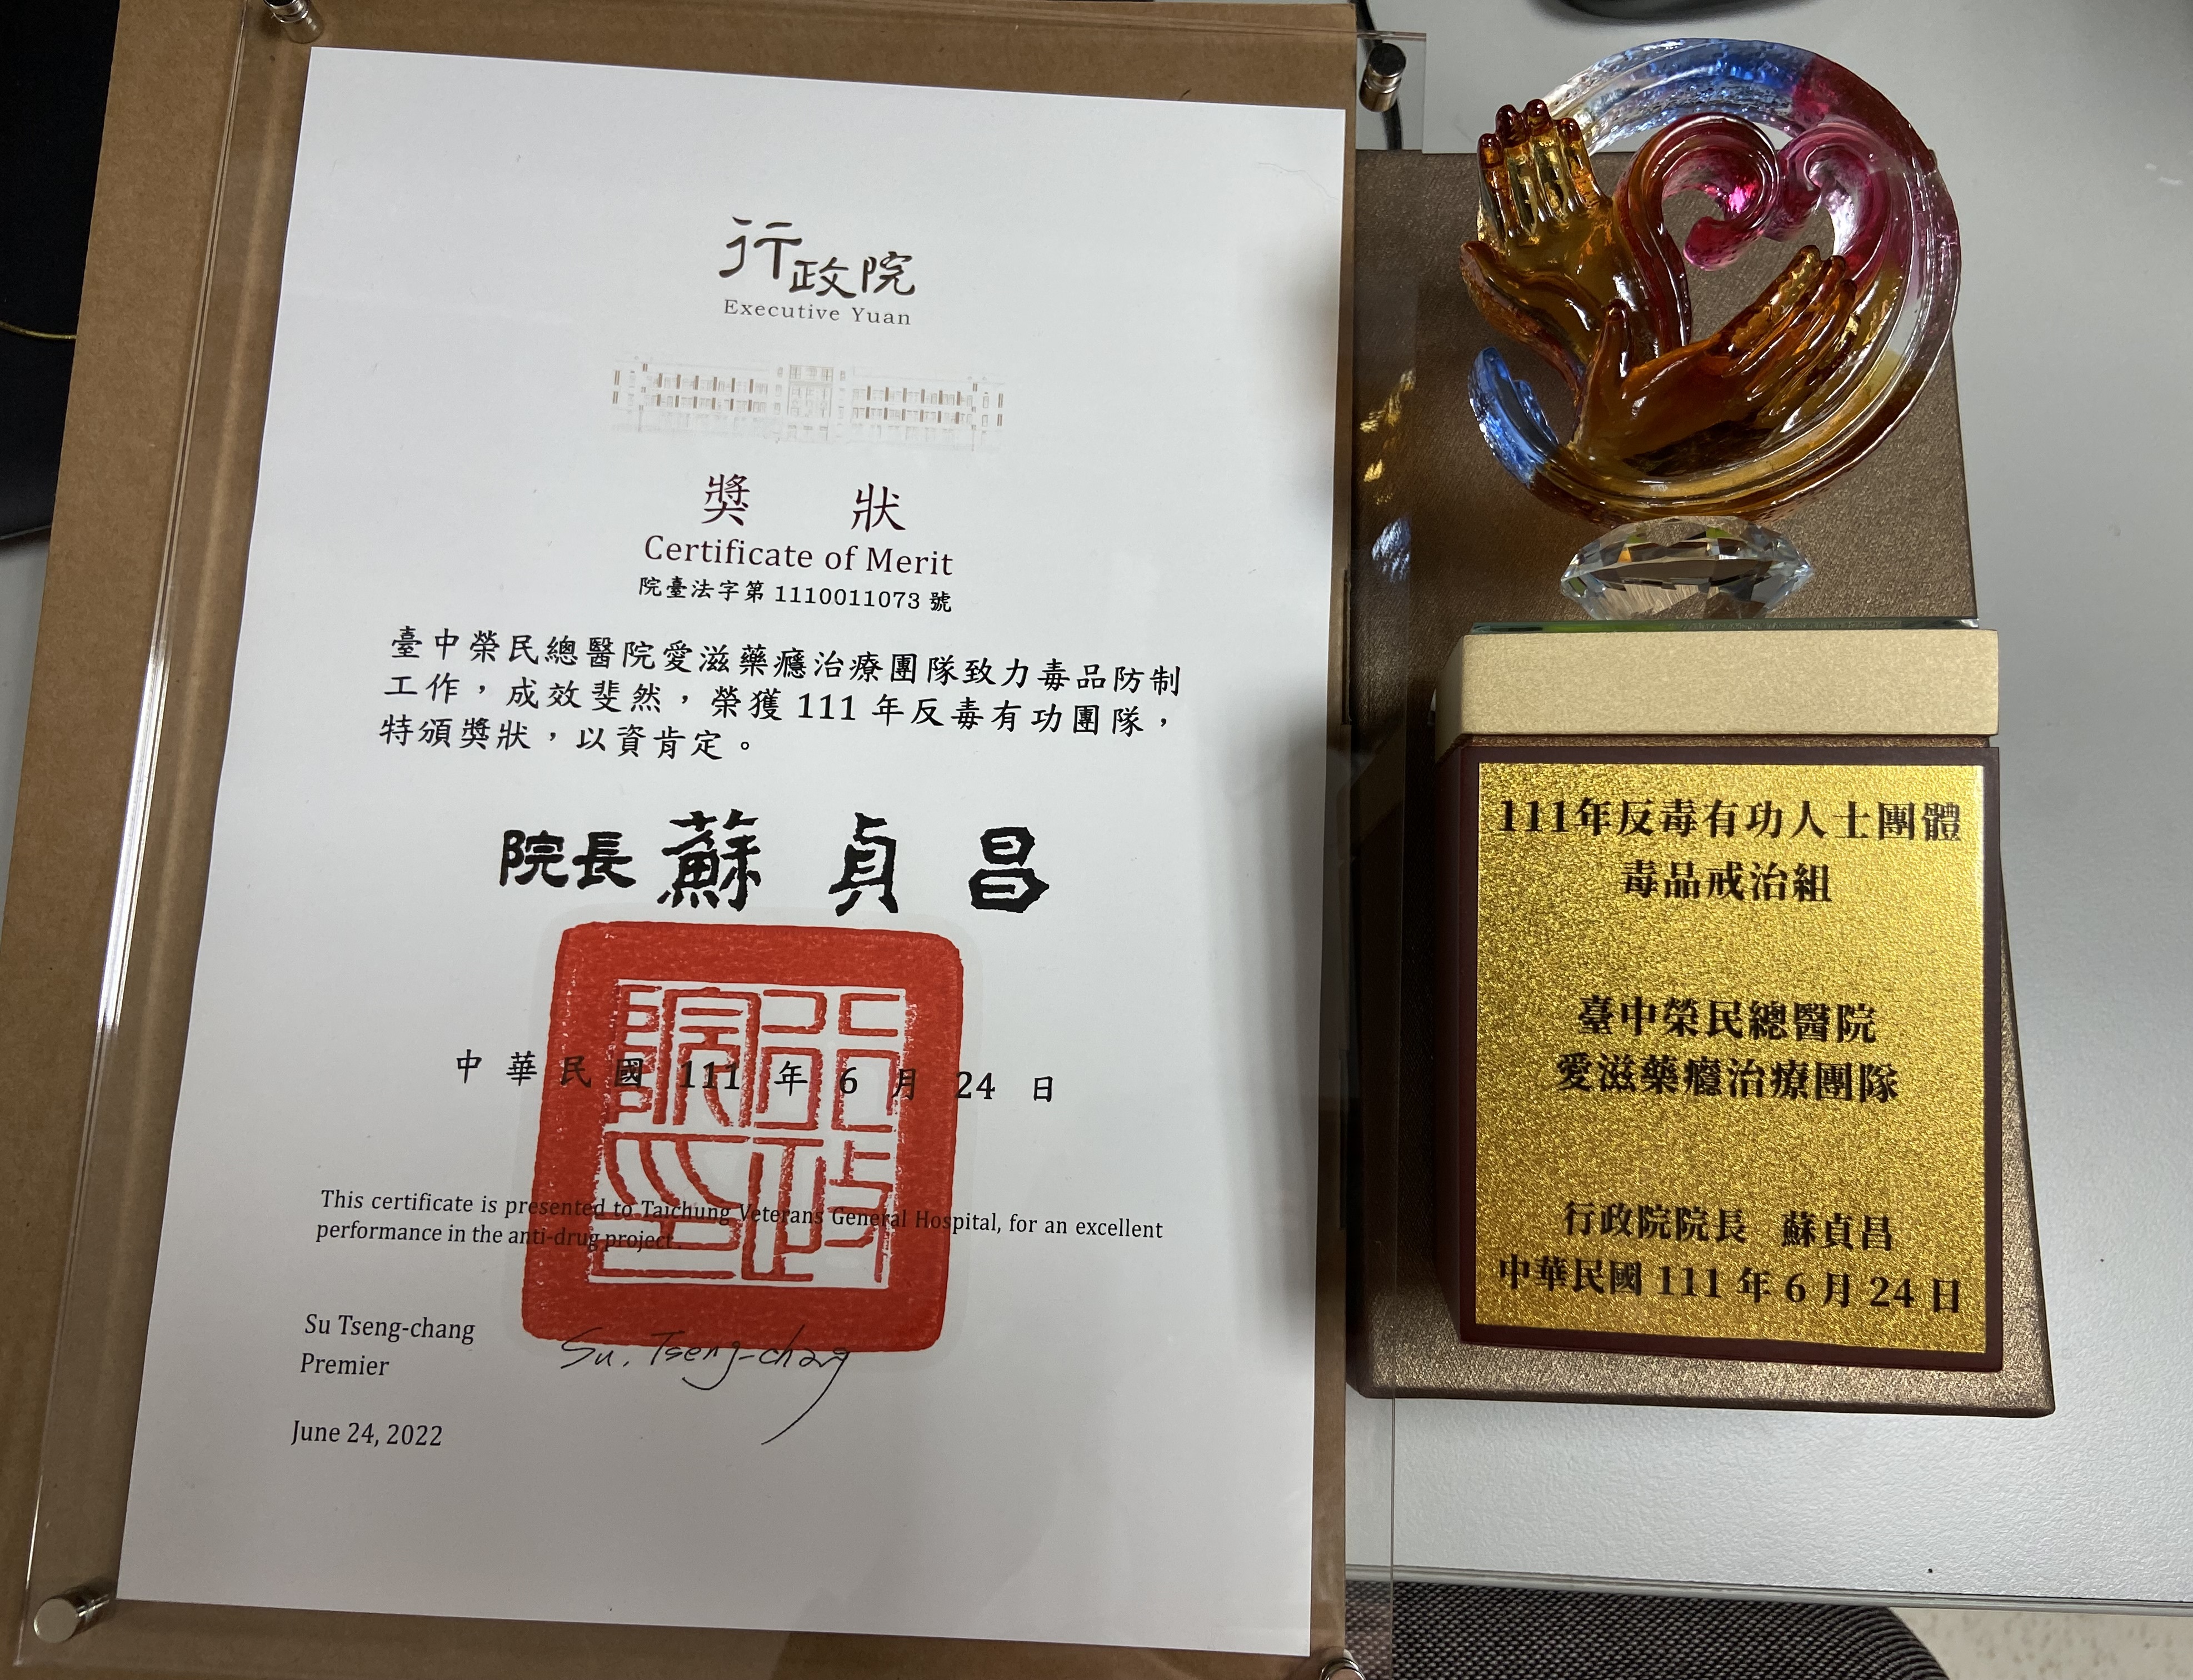 行政院
Executive Yuan
獎 狀
Certificate of Merit
院臺法字第 1110011073 號
臺中榮民總醫院愛滋藥癮治療團隊致力毒品防制
工作，成效斐然，榮獲 111 年反毒有功團隊，
特頒獎狀，以資肯定。
院長 蘇 貞 昌
行政院印
中 華 民 國 111 年 6 月 24 日
This certificate is presented to Taichung Veterans General Hospital, for an excellent
performance in the anti-drug project.
Su Tseng-chang
Premier
Su, Tseng-chang
June 24, 2022
111年反毒有功人士團體
毒品戒治組
臺中榮民總醫院
愛滋藥癮治療團隊
行政院院長 蘇貞昌
中華民國 111 年 6 月 24 日